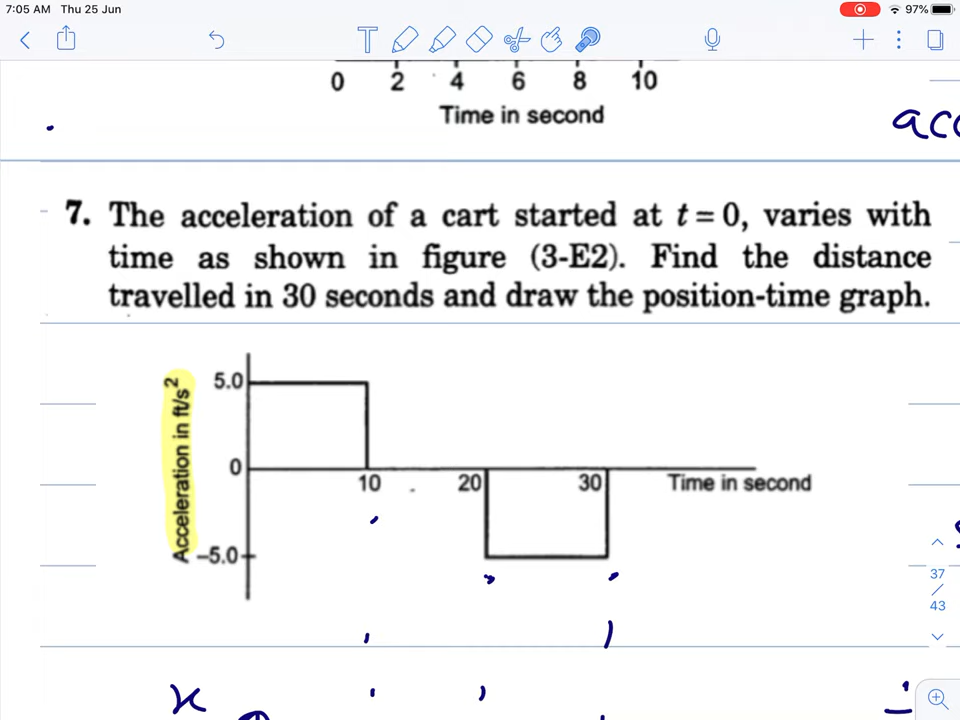 7:05 AM Thu 25 Jun
97%
0 2 4 6 8 10
Time in second
7. The acceleration of a cart started at t = 0, varies with
time as shown in figure (3-E2). Find the distance
travelled in 30 seconds and draw the position-time graph.
Acceleration in ft/s²
5.0
0
10 20 30 Time in second
–5.0
37
/
43
x